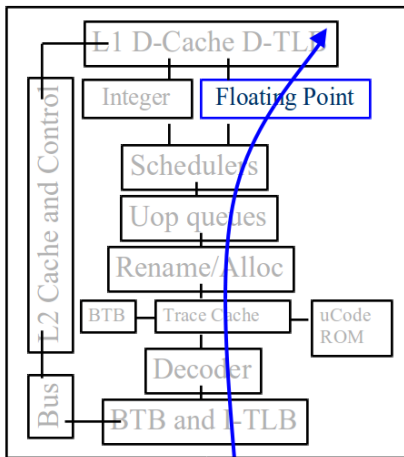 L1 D-Cache D-TLB
Integer
Floating Point
L2 Cache and Control
Schedulers
Uop queues
Rename/Alloc
BTB
Trace Cache
uCode
ROM
Decoder
Bus
BTB and I-TLB